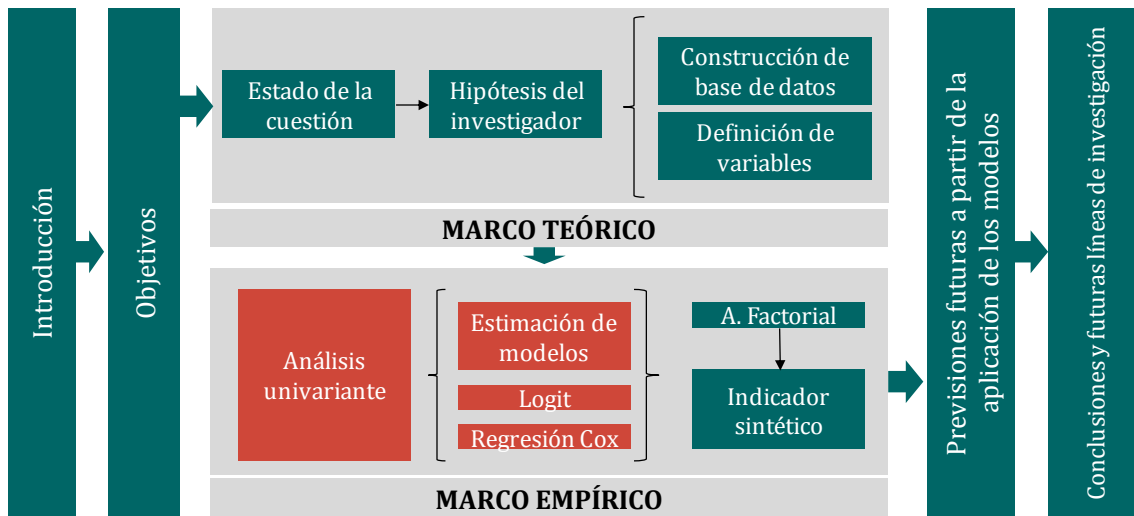 Introducción
Objetivos
Estado de la
cuestión
Hipótesis del
investigador
Construcción de
base de datos
Definición de
variables
MARCO TEÓRICO
Análisis
univariante
Estimación de
modelos
Logit
Regresión Cox
A. Factorial
Indicador
sintético
MARCO EMPÍRICO
Previsiones futuras a partir de la
aplicación de los modelos
Conclusiones y futuras líneas de investigación